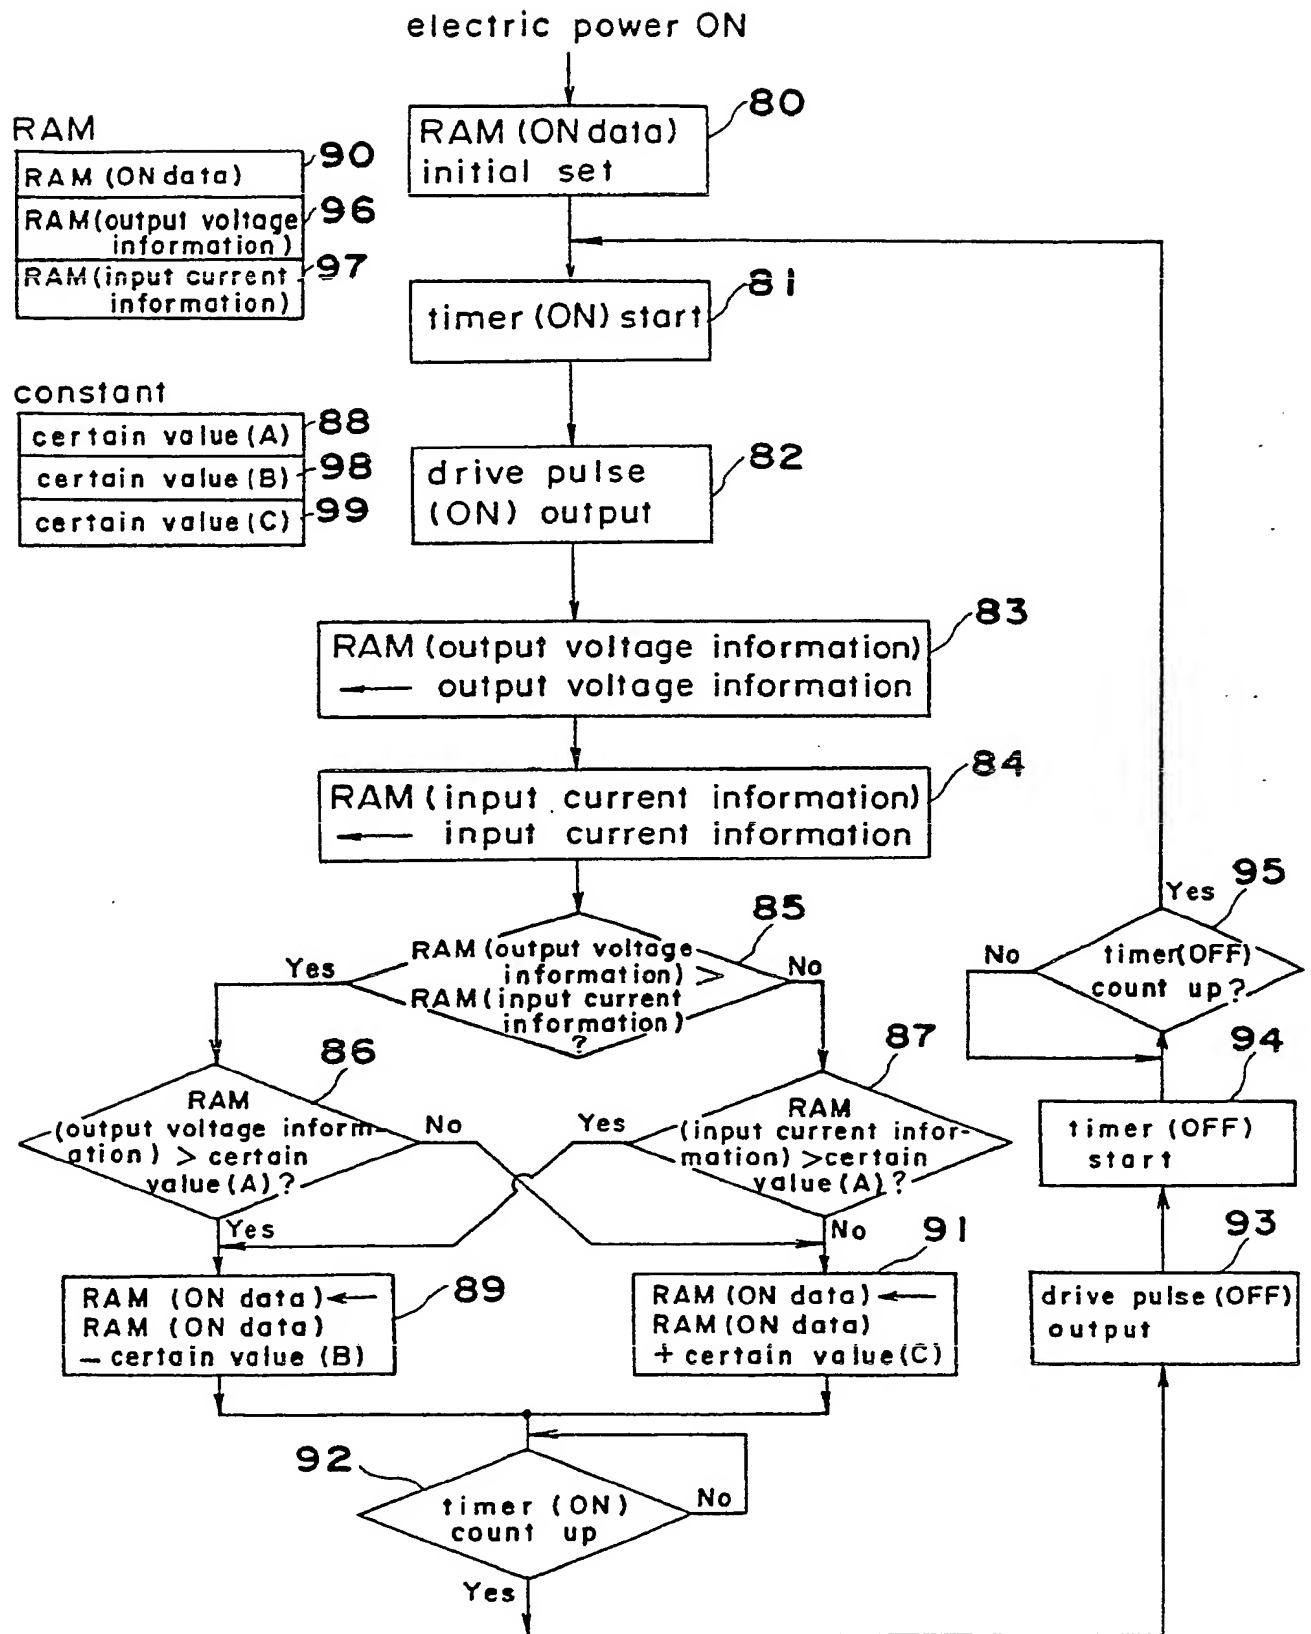 electric power ON
80
RAM (ON data)
initial set
RAM
90
RAM (ON data)
96
RAM(output voltage
information)
97
RAM(input current
information)
81
timer (ON) start
constant
88
certain value (A)
98
certain value (B)
99
certain value (C)
82
drive pulse
(ON) output
83
RAM (output voltage information)
← output voltage information
84
RAM (input current information)
← input current information
85
RAM(output voltage
information) >
RAM(input current
information)
?
Yes
No
95
Yes
No
timer(OFF)
count up?
86
RAM
(output voltage inform-
ation) > certain
value (A)?
No
Yes
87
RAM
(input current infor-
mation) >certain
value (A)?
Yes
No
94
timer (OFF)
start
89
RAM (ON data) ←
RAM (ON data)
− certain value (B)
91
RAM (ON data) ←
RAM (ON data)
+ certain value (C)
93
drive pulse (OFF)
output
92
timer (ON)
count up
No
Yes